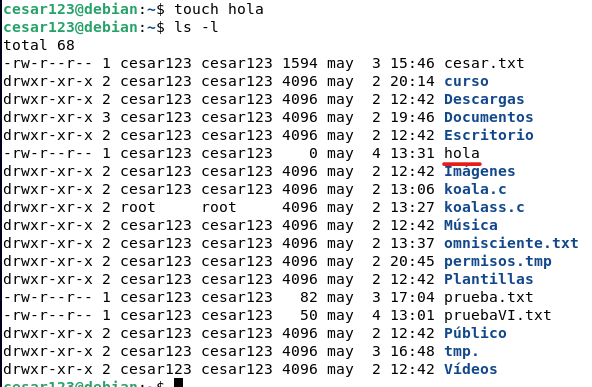 cesar123@debian:~$ touch hola
cesar123@debian:~$ ls -l
total 68
-rw-r--r-- 1 cesar123 cesar123 1594 may  3 15:46 cesar.txt
drwxr-xr-x 2 cesar123 cesar123 4096 may  2 20:14 curso
drwxr-xr-x 2 cesar123 cesar123 4096 may  2 12:42 Descargas
drwxr-xr-x 3 cesar123 cesar123 4096 may  2 19:46 Documentos
drwxr-xr-x 2 cesar123 cesar123 4096 may  2 12:42 Escritorio
-rw-r--r-- 1 cesar123 cesar123    0 may  4 13:31 hola
drwxr-xr-x 2 cesar123 cesar123 4096 may  2 12:42 Imágenes
drwxr-xr-x 2 cesar123 cesar123 4096 may  2 13:06 koala.c
drwxr-xr-x 2 root     root     4096 may  2 13:27 koalass.c
drwxr-xr-x 2 cesar123 cesar123 4096 may  2 12:42 Música
drwxr-xr-x 2 cesar123 cesar123 4096 may  2 13:37 omnisciente.txt
drwxr-xr-x 2 cesar123 cesar123 4096 may  2 20:45 permisos.tmp
drwxr-xr-x 2 cesar123 cesar123 4096 may  2 12:42 Plantillas
-rw-r--r-- 1 cesar123 cesar123   82 may  3 17:04 prueba.txt
-rw-r--r-- 1 cesar123 cesar123   50 may  4 13:01 pruebaVI.txt
drwxr-xr-x 2 cesar123 cesar123 4096 may  2 12:42 Público
drwxr-xr-x 2 cesar123 cesar123 4096 may  3 16:48 tmp.
drwxr-xr-x 2 cesar123 cesar123 4096 may  2 12:42 Vídeos
cesar123@debian:~$